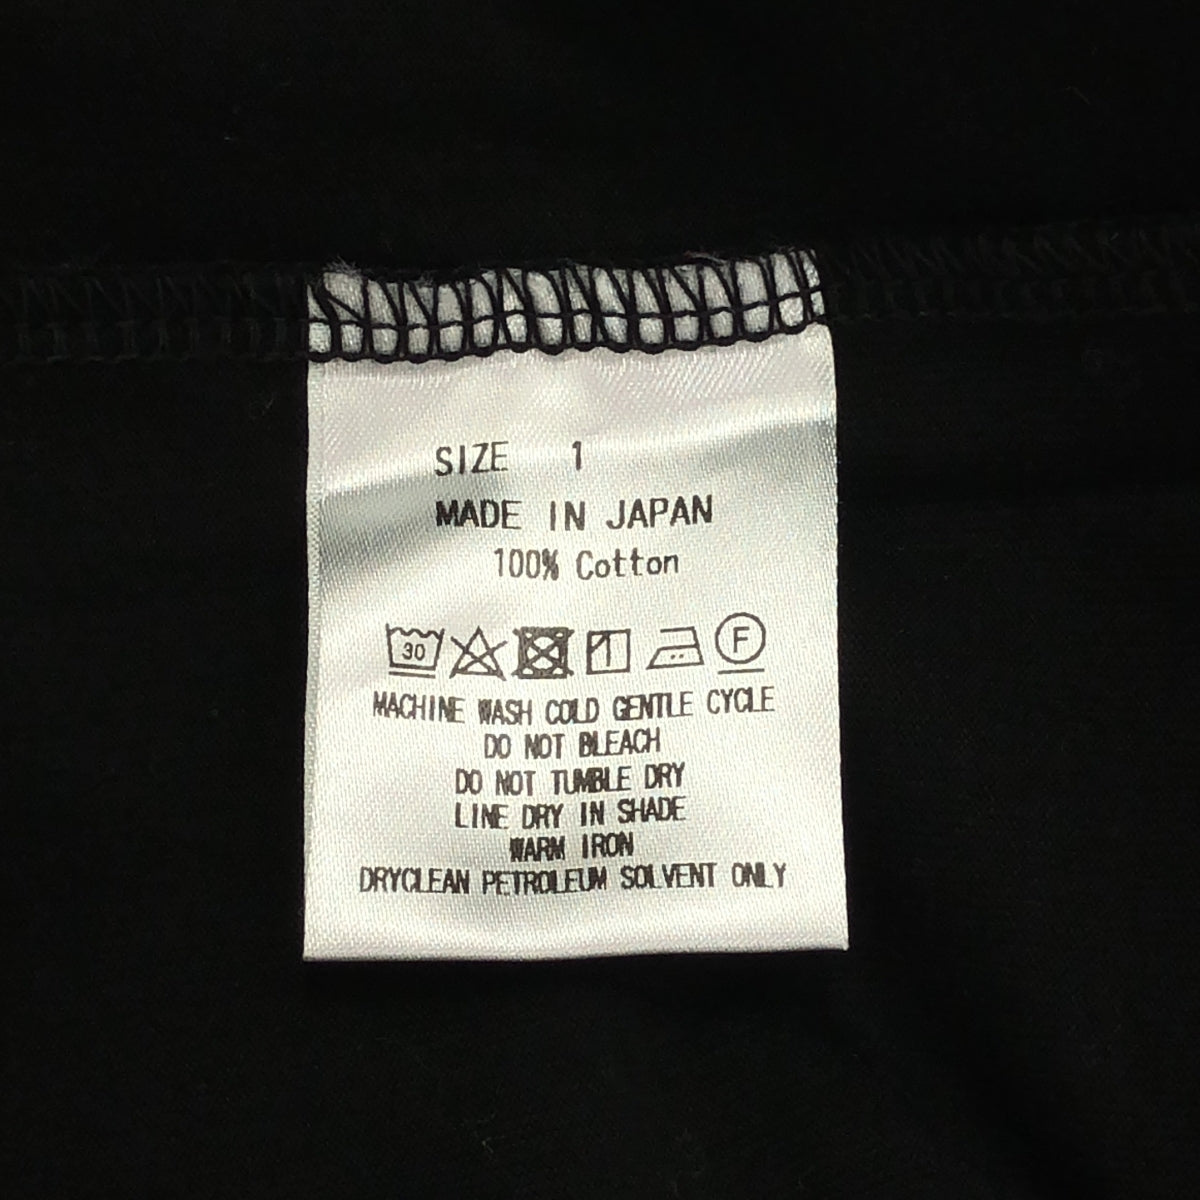 SIZE 1
MADE IN JAPAN
100% Cotton
30 F
MACHINE WASH COLD GENTLE CYCLE
DO NOT BLEACH
DO NOT TUMBLE DRY
LINE DRY IN SHADE
WARM IRON
DRYCLEAN PETROLEUM SOLVENT ONLY